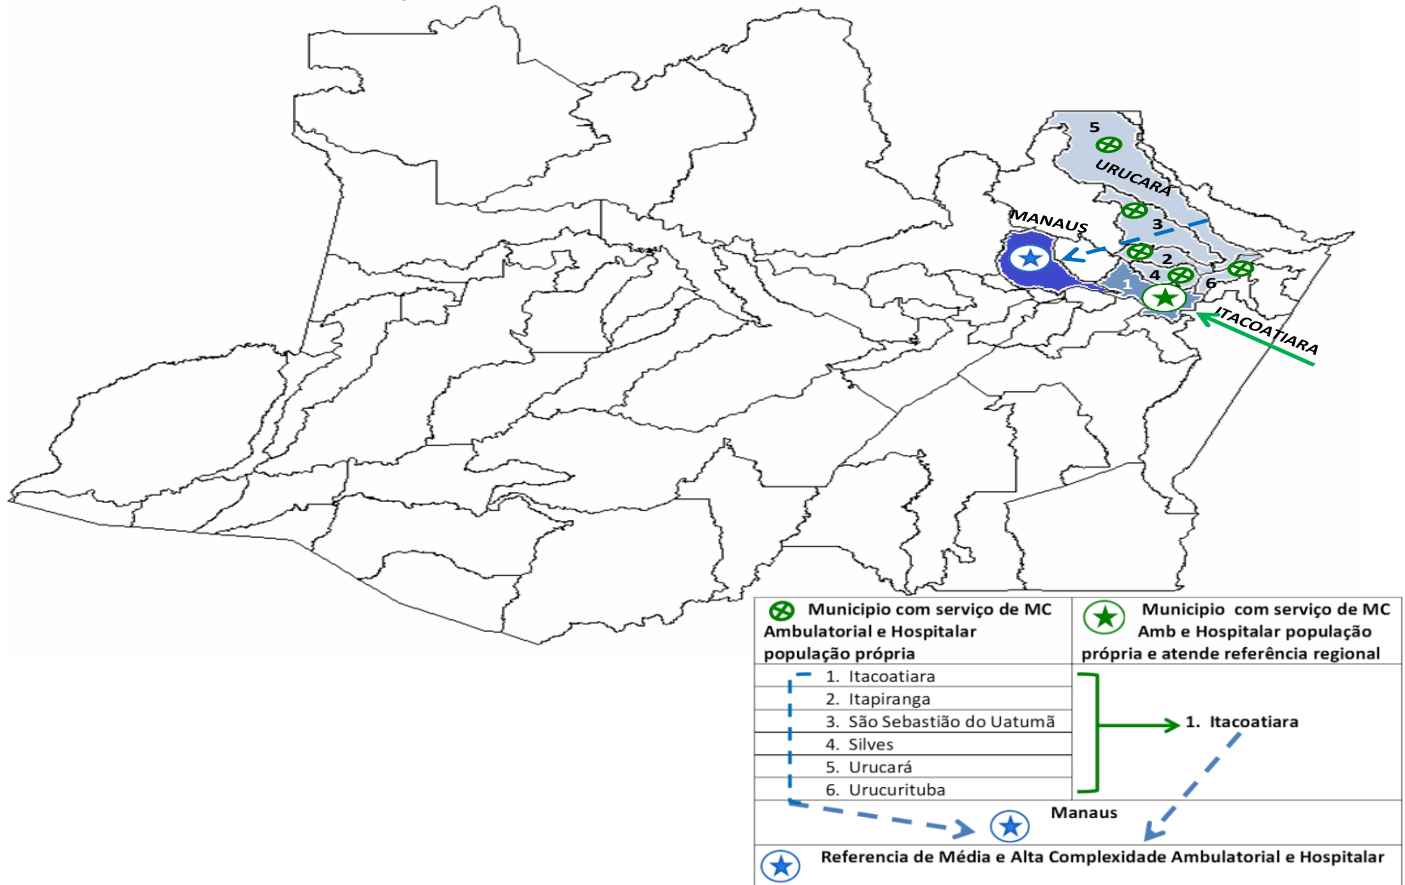 5
URUCARÁ
MANAUS
3
2
4
6
1
ITACOATIARA
Municipio com serviço de MC
Ambulatorial e Hospitalar
população própria
Municipio com serviço de MC
Amb e Hospitalar população
própria e atende referência regional
1. Itacoatiara
2. Itapiranga
3. São Sebastião do Uatumã
4. Silves
5. Urucará
6. Urucurituba
1. Itacoatiara
Manaus
Referencia de Média e Alta Complexidade Ambulatorial e Hospitalar